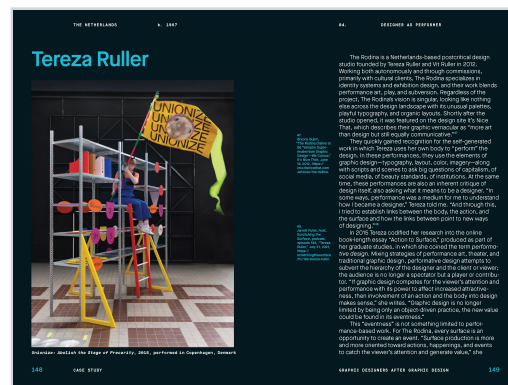 THE NETHERLANDS
b. 1987
04.
DESIGNER AS PERFORMER
Tereza Ruller
UNIONIZE
UNIONIZE
UNIONIZE
UNIONIZE
Unionize: Abolish the Stage of Precarity, 2018, performed in Copenhagen, Denmark
The Rodina is a Netherlands-based postcritical design
studio founded by Tereza Ruller and Vit Ruller in 2012.
Working both autonomously and through commissions,
primarily with cultural clients, The Rodina specializes in
identity systems and exhibition design, and their work blends
performance art, play, and subversion. Regardless of the
project, The Rodina's vision is singular, looking like nothing
else across the design landscape with its unusual palettes,
playful typography, and organic layouts. Shortly after the
studio opened, it was featured on the design site It's Nice
That, which describes their graphic vernacular as "more art
than design but still equally communicative."
They quickly gained recognition for the self-generated
work in which Tereza uses her own body to "perform" the
design. In these performances, they use the elements of
graphic design—typography, layout, color, imagery—along
with scripts and scenes to ask big questions of capitalism, of
social media, of beauty standards, of institutions. At the same
time, these performances are also an inherent critique of
design itself, also asking what it means to be a designer. "In
some ways, performance was a medium for me to understand
how I became a designer," Tereza told me. "And through this,
I tried to establish links between the body, the action, and
the surface and how the links between point to new ways
of designing."
In 2015 Tereza codified her research into the online
book-length essay "Action to Surface," produced as part of
her graduate studies, in which she coined the term performa-
tive design. Mixing strategies of performance art, theater, and
traditional graphic design, performative design attempts to
subvert the hierarchy of the designer and the client or viewer;
the audience is no longer a spectator but a player or contribu-
tor. "If graphic design competes for the viewer's attention and
performance with its power to affect increased attractive-
ness, then involvement of an action and the body into design
makes sense," she writes. "Graphic design is no longer
limited by being only an object-driven practice, the new value
could be found in its eventness."
This "eventness" is not something limited to perfor-
mance-based work. For The Rodina, every surface is an
opportunity to create an event. "Surface production is more
and more oriented toward actions, happenings, and events
to catch the viewer's attention and generate value," she
148
CASE STUDY
GRAPHIC DESIGNERS AFTER GRAPHIC DESIGN
149